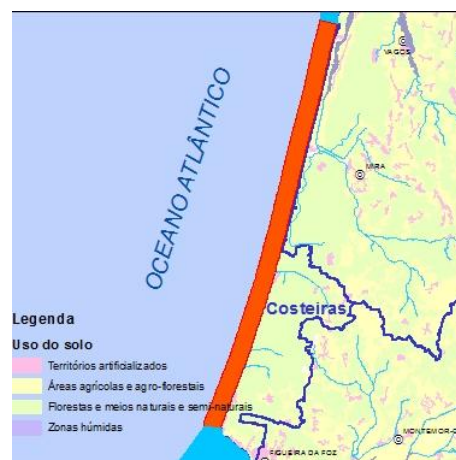 VAGOS
OCEANO ATLÂNTICO
MIRA
Costeiras
Legenda
Uso do solo
Territórios artificializados
Áreas agrícolas e agro-florestais
Florestas e meios naturais e semi-naturais
Zonas húmidas
MONTEMOR-O
FIGUEIRA DA FOZ